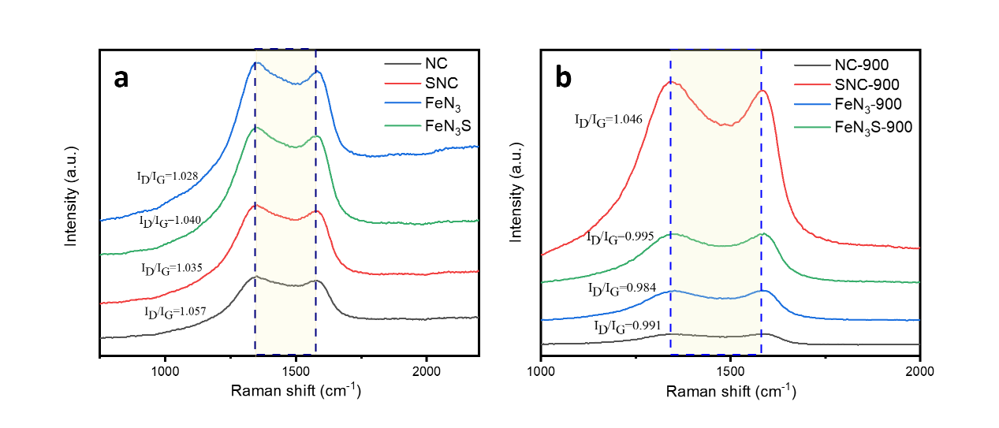 a
NC
SNC
FeN3
FeN3S
ID/IG=1.028
ID/IG=1.040
ID/IG=1.035
ID/IG=1.057
Intensity (a.u.)
1000
1500
2000
Raman shift (cm-1)
b
NC-900
SNC-900
FeN3-900
FeN3S-900
ID/IG=1.046
ID/IG=0.995
ID/IG=0.984
ID/IG=0.991
Intensity (a.u.)
1000
1500
2000
Raman shift (cm-1)